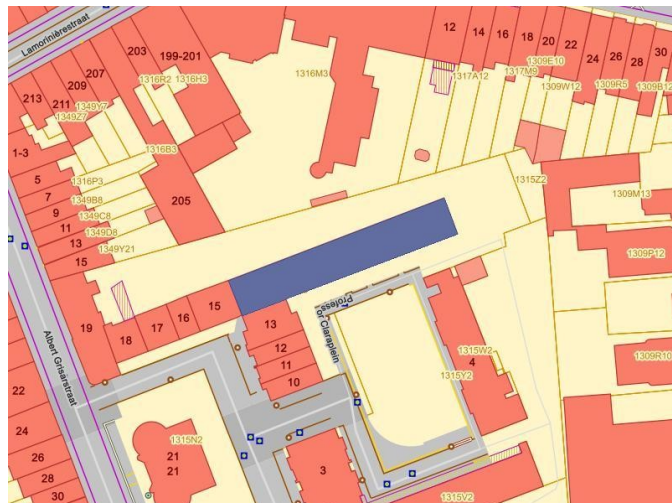 Lamorinièrestraat
203
199-201
1316R2
1316H3
1316M3
12
14
16
18
20
22
24
26
28
30
1317A12
1317M9
1309E10
1309W12
1309R5
1309B12
213
211
209
207
1349Z7
1349Y7
1-3
5
7
9
11
13
15
1316B3
1316P3
1349B8
1349C8
1349D8
1349Y21
205
1315Z2
1309M13
1309P12
1309R10
19
18
17
16
15
13
12
11
10
Professor Claraplein
1315W2
4
1315Y2
Albert Grisarstraat
22
24
26
28
30
1315N2
21
21
3
1315V2